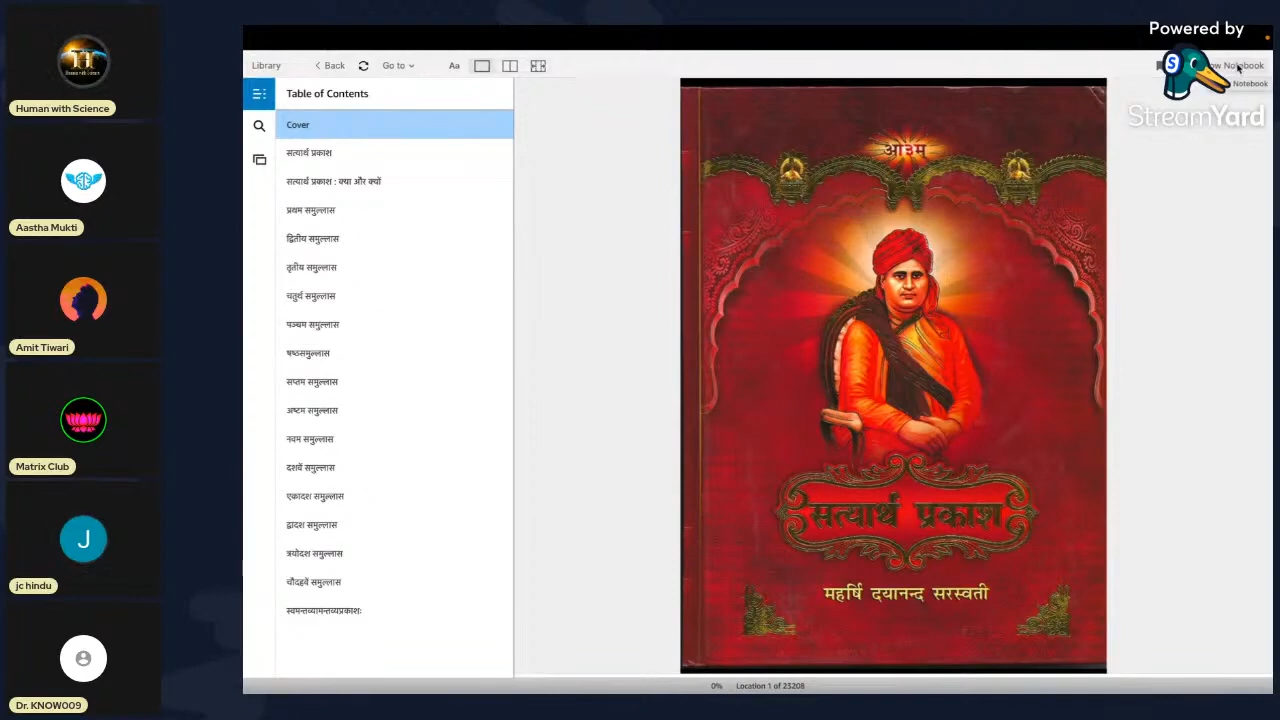 Human with Science
Aastha Mukti
Amit Tiwari
Matrix Club
J
jc hindu
Dr. KNOW009
Library
Back
Go to
Aa
Table of Contents
Cover
सत्यार्थ प्रकाश
सत्यार्थ प्रकाश : क्या और क्यों
प्रथम समुल्लास
द्वितीय समुल्लास
तृतीय समुल्लास
चतुर्थ समुल्लास
पञ्चम समुल्लास
षष्ठसमुल्लास
सप्तम समुल्लास
अष्टम समुल्लास
नवम समुल्लास
दशवें समुल्लास
एकादश समुल्लास
द्वादश समुल्लास
त्रयोदश समुल्लास
चौदहवें समुल्लास
स्वमन्तव्यामन्तव्यप्रकाशः
ओ३म्
सत्यार्थ प्रकाश
महर्षि दयानन्द सरस्वती
0% Location 1 of 23208
Powered by
S
Notebook
Notebook
StreamYard